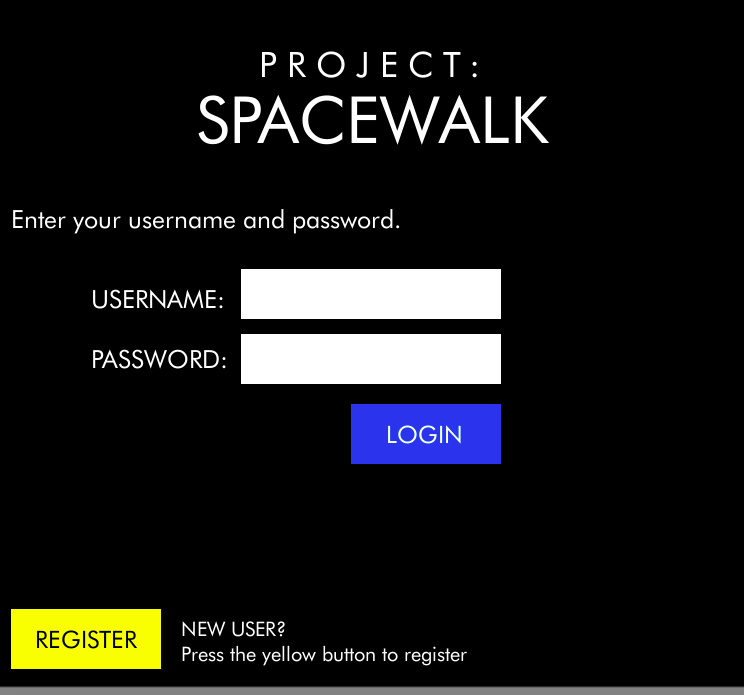 PROJECT:
SPACEWALK
Enter your username and password.
USERNAME:
PASSWORD:
LOGIN
REGISTER
NEW USER?
Press the yellow button to register